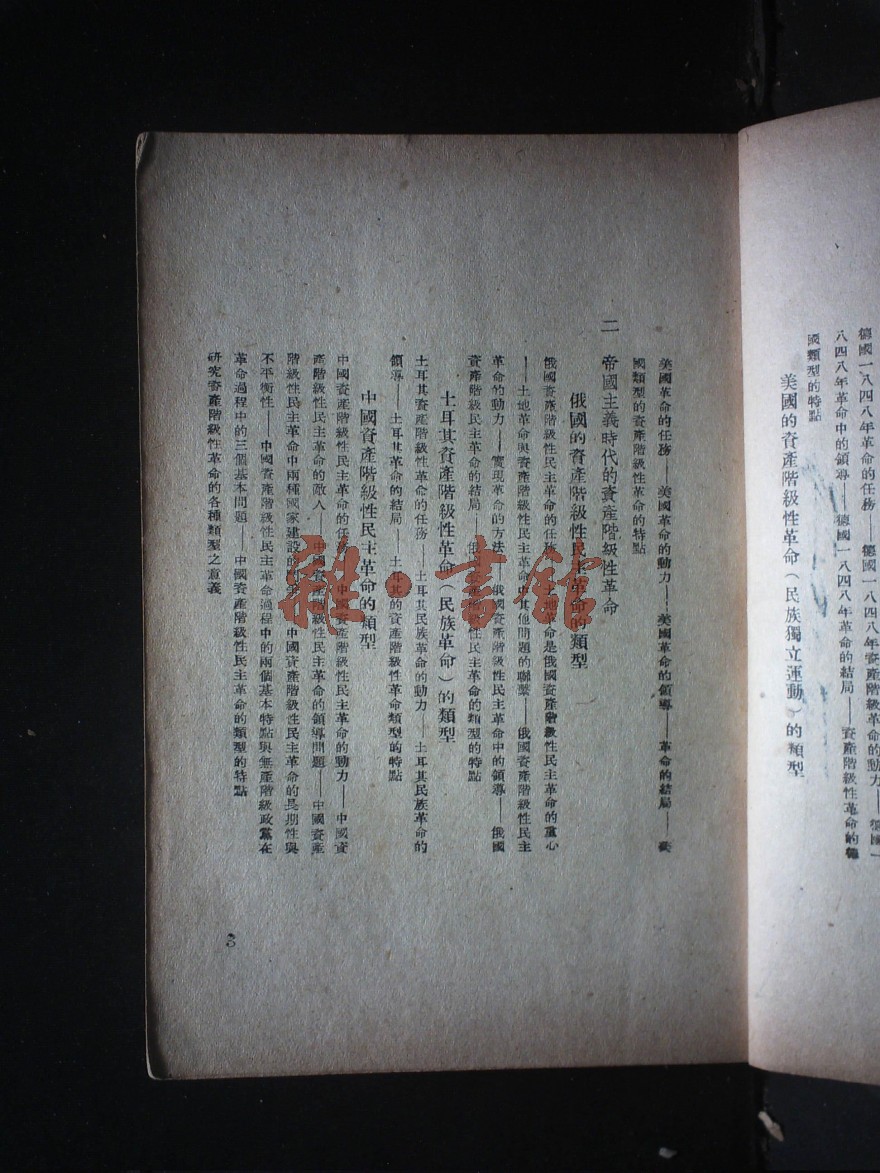 德國一八四八年革命的任務——德國一八四八年資產階級革命的動力——德國一
八四八年革命中的領導——德國一八四八年革命的結局——資產階級性革命的德
國類型的特點
美國的資產階級性革命(民族獨立運動)的類型
美國革命的任務——美國革命的動力——美國革命的領導——革命的結局——美
國類型的資產階級性革命的特點
二 帝國主義時代的資產階級性革命
俄國的資產階級性民主革命的類型
俄國資產階級性民主革命的任務——土地革命是俄國資產階級性民主革命的重心
——土地革命與資產階級性民主革命中其他問題的聯繫——俄國資產階級性民主
革命的動力——實現革命的方法——俄國資產階級性民主革命中的領導——俄國
資產階級性民主革命的結局——俄國資產階級性民主革命的類型的特點
土耳其資產階級性革命(民族革命)的類型
土耳其資產階級性革命的任務——土耳其民族革命的動力——土耳其民族革命的
領導——土耳其革命的結局——土耳其的資產階級性革命類型的特點
中國資產階級性民主革命的類型
中國資產階級性民主革命的任務——中國資產階級性民主革命的動力——中國資
產階級性民主革命的敵人——中國資產階級性民主革命的領導問題——中國資產
階級性民主革命中兩種國家建設的鬥爭——中國資產階級性民主革命的長期性與
不平衡性——中國資產階級性民主革命過程中的兩個基本特點與無產階級政黨在
革命過程中的三個基本問題——中國資產階級性民主革命的類型的特點
研究資產階級性革命的各種類型之意義
3
雜·書館